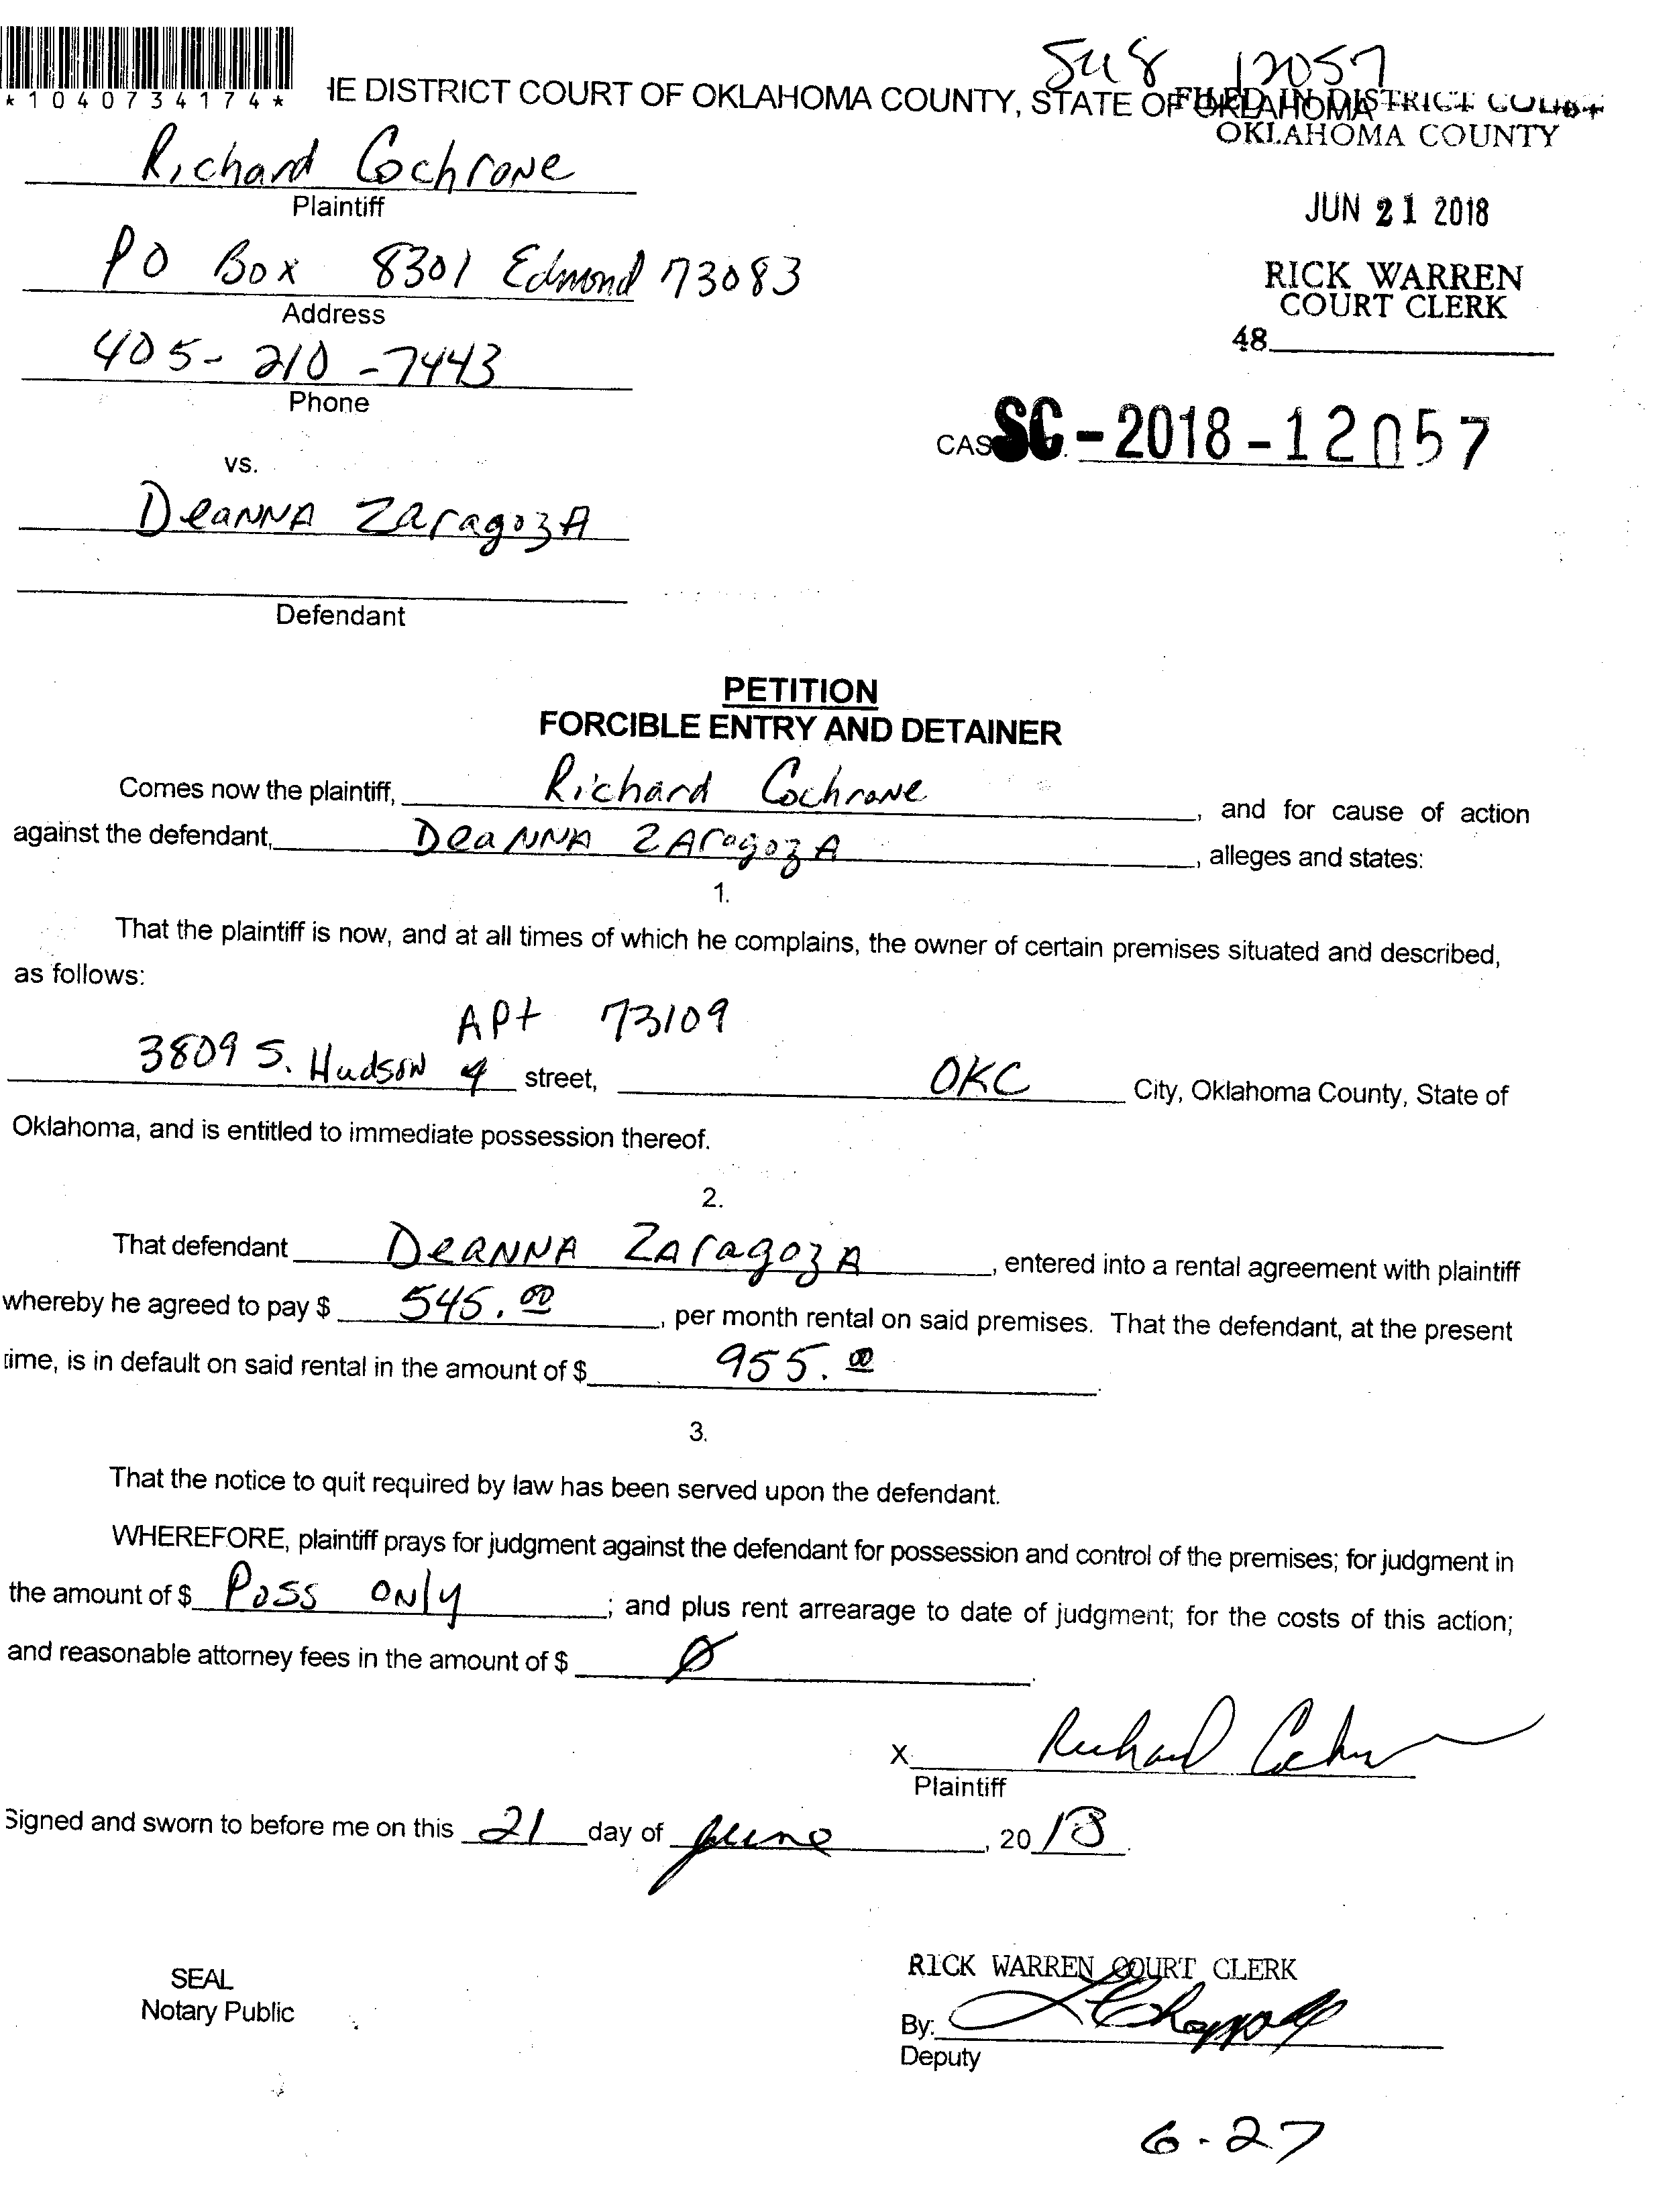 548 12057
*1040734174*
IE DISTRICT COURT OF OKLAHOMA COUNTY, STATE OF OKLAHOMA
FILED IN DISTRICT COURT
OKLAHOMA COUNTY
Richard Cochrane
Plaintiff
JUN 21 2018
PO Box 8301 Edmond 73083
Address
RICK WARREN
COURT CLERK
48
405-210-7443
Phone
CAS SC-2018-12057
vs.
Deanna Zaragoza
Defendant
PETITION
FORCIBLE ENTRY AND DETAINER
Comes now the plaintiff, Richard Cochrane, and for cause of action
against the defendant, Deanna Zaragoza, alleges and states:
1.
That the plaintiff is now, and at all times of which he complains, the owner of certain premises situated and described,
as follows:
APt 73109
3809 S. Hudson 4 street, OKC City, Oklahoma County, State of
Oklahoma, and is entitled to immediate possession thereof.
2.
That defendant Deanna Zaragoza, entered into a rental agreement with plaintiff
whereby he agreed to pay $ 545.00, per month rental on said premises. That the defendant, at the present
time, is in default on said rental in the amount of $ 955.00.
3.
That the notice to quit required by law has been served upon the defendant.
WHEREFORE, plaintiff prays for judgment against the defendant for possession and control of the premises; for judgment in
the amount of $ Poss only; and plus rent arrearage to date of judgment; for the costs of this action;
and reasonable attorney fees in the amount of $ Ø.
X Richard Cochrane
Plaintiff
Signed and sworn to before me on this 21 day of June, 2018.
SEAL
Notary Public
RICK WARREN COURT CLERK
By:
Deputy
6-27